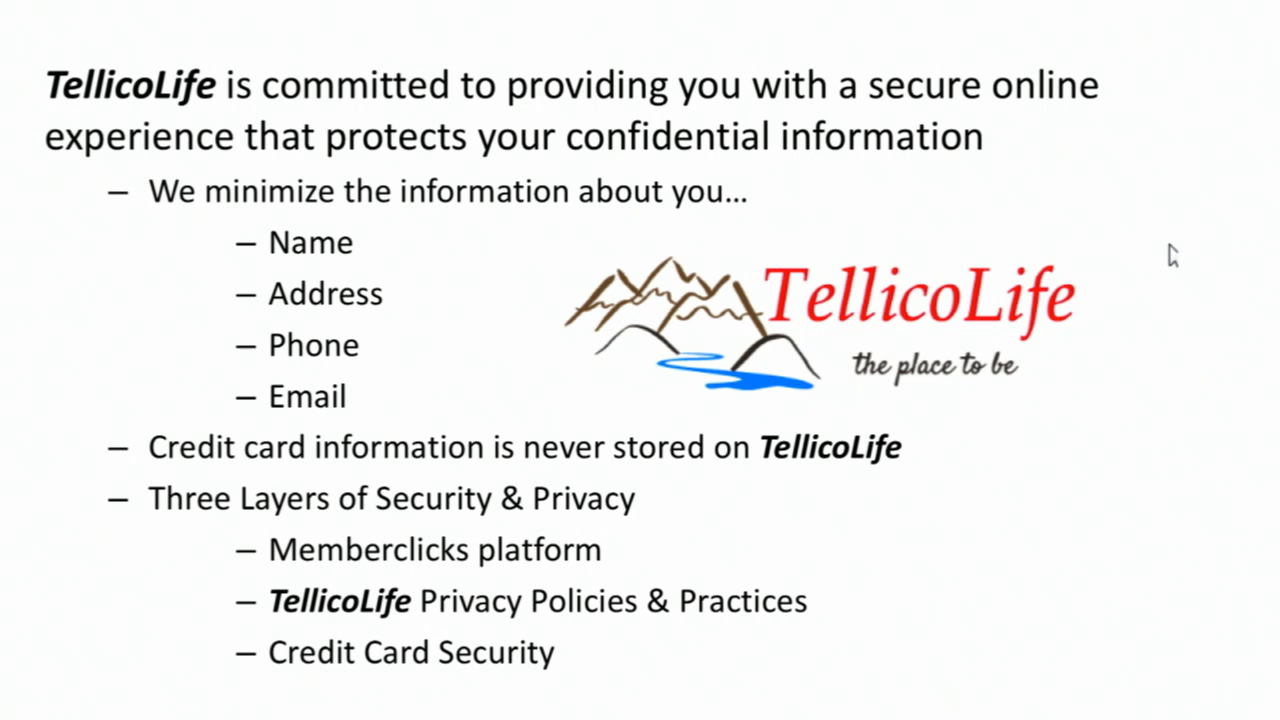 TellicoLife is committed to providing you with a secure online
experience that protects your confidential information
– We minimize the information about you...
– Name
– Address
– Phone
– Email
TellicoLife
the place to be
– Credit card information is never stored on TellicoLife
– Three Layers of Security & Privacy
– Memberclicks platform
– TellicoLife Privacy Policies & Practices
– Credit Card Security